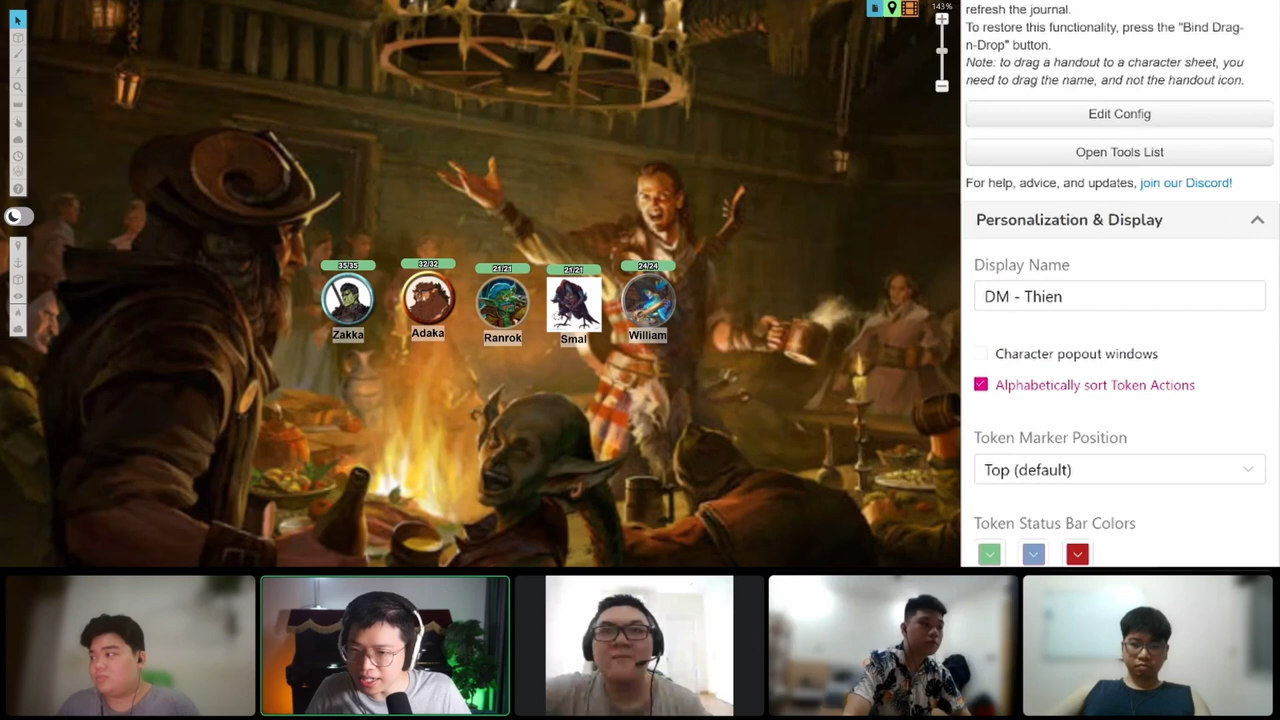 143%
refresh the journal.
To restore this functionality, press the "Bind Drag-
n-Drop" button.
Note: to drag a handout to a character sheet, you
need to drag the name, and not the handout icon.
Edit Config
Open Tools List
For help, advice, and updates, join our Discord!
Personalization & Display
Display Name
DM - Thien
Character popout windows
Alphabetically sort Token Actions
Token Marker Position
Top (default)
Token Status Bar Colors
35/35
32/32
21/21
21/21
24/24
Zakka
Adaka
Ranrok
Smal
William